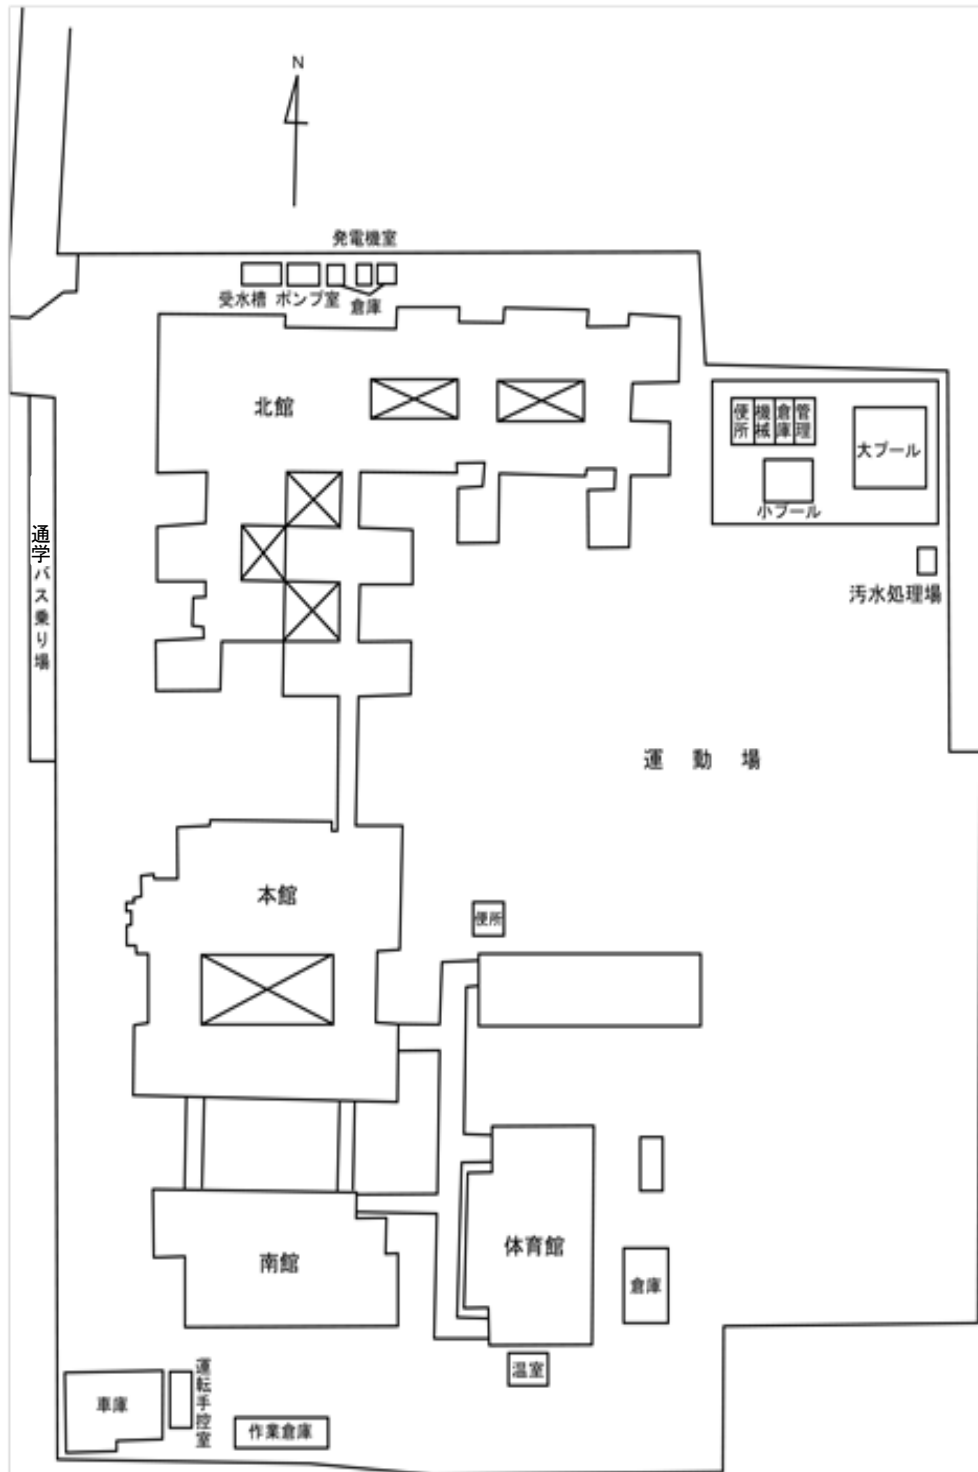 N
発電機室
受水槽
ポンプ室
倉庫
北館
便所
機械
倉庫
管理
大プール
小プール
汚水処理場
通学バス乗り場
運動場
本館
便所
体育館
南館
倉庫
温室
車庫
運転手控室
作業倉庫